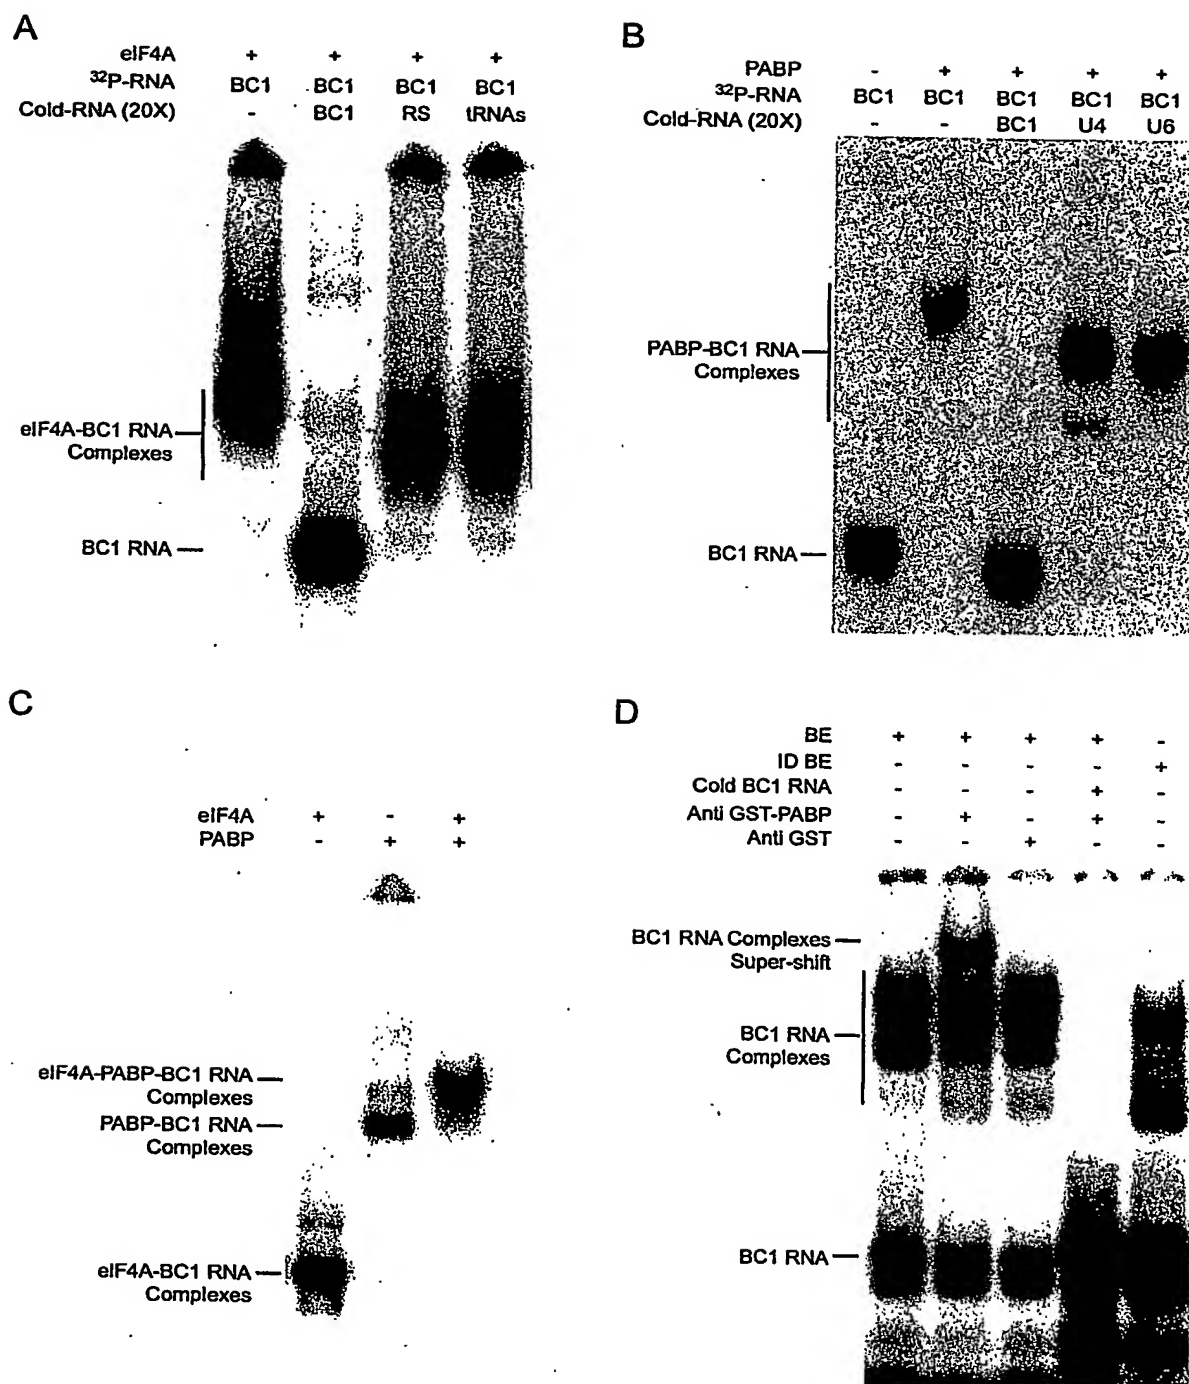 A
eIF4A + + + +
32P-RNA BC1 BC1 BC1 BC1
Cold-RNA (20X) - BC1 RS tRNAs
eIF4A-BC1 RNA
Complexes
BC1 RNA
B
PABP - + + + +
32P-RNA BC1 BC1 BC1 BC1 BC1
Cold-RNA (20X) - - BC1 U4 U6
PABP-BC1 RNA
Complexes
BC1 RNA
C
eIF4A + - +
PABP - + +
eIF4A-PABP-BC1 RNA
Complexes
PABP-BC1 RNA
Complexes
eIF4A-BC1 RNA
Complexes
D
BE + + + + -
ID BE - - - - +
Cold BC1 RNA - - - + -
Anti GST-PABP - + - + -
Anti GST - - + - -
BC1 RNA Complexes
Super-shift
BC1 RNA
Complexes
BC1 RNA